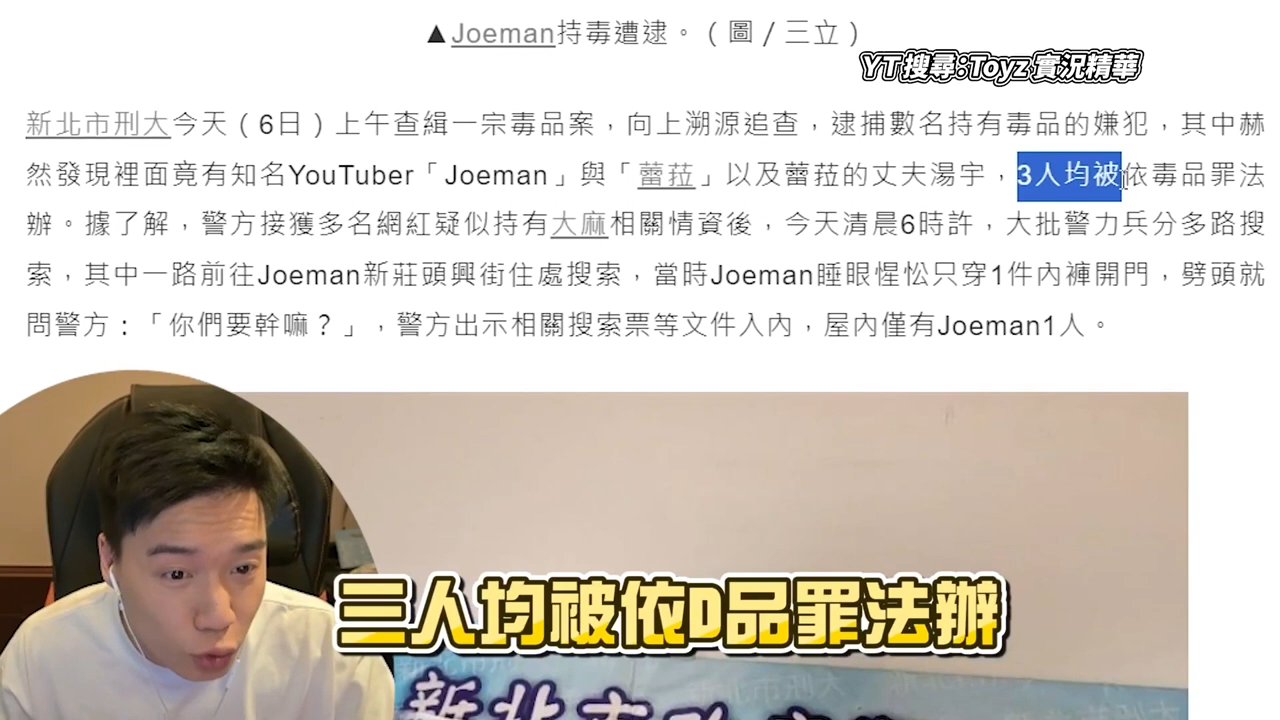 ▲Joeman持毒遭逮。(圖/三立)
YT搜尋:Toyz 實況精華
新北市刑大今天(6日)上午查緝一宗毒品案,向上溯源追查,逮捕數名持有毒品的嫌犯,其中赫
然發現裡面竟有知名YouTuber「Joeman」與「蕾菈」以及蕾菈的丈夫湯宇,3人均被依毒品罪法
辦。據了解,警方接獲多名網紅疑似持有大麻相關情資後,今天清晨6時許,大批警力兵分多路搜
索,其中一路前往Joeman新莊頭興街住處搜索,當時Joeman睡眼惺忪只穿1件內褲開門,劈頭就
問警方:「你們要幹嘛?」,警方出示相關搜索票等文件入內,屋內僅有Joeman1人。
三人均被依D品罪法辦
新北市